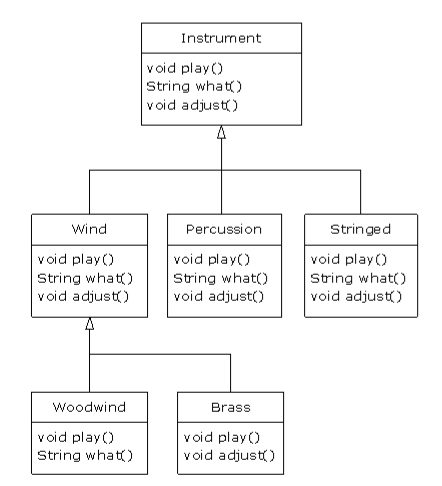 Instrument
void play()
String what()
void adjust()
Wind
void play()
String what()
void adjust()
Percussion
void play()
String what()
void adjust()
Stringed
void play()
String what()
void adjust()
Woodwind
void play()
String what()
Brass
void play()
void adjust()